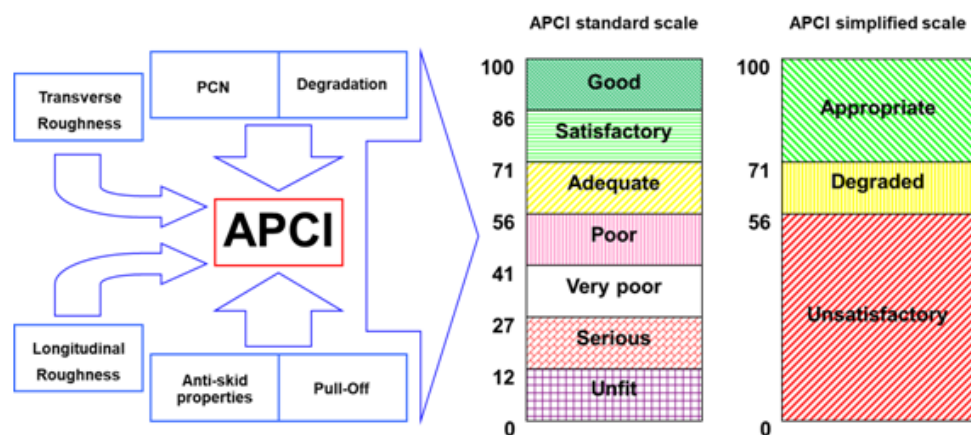 APCI standard scale
APCI simplified scale
Transverse
Roughness
PCN
Degradation
APCI
Longitudinal
Roughness
Anti-skid
properties
Pull-Off
100
Good
86
Satisfactory
71
Adequate
56
Poor
41
Very poor
27
Serious
12
Unfit
0
100
Appropriate
71
Degraded
56
Unsatisfactory
0